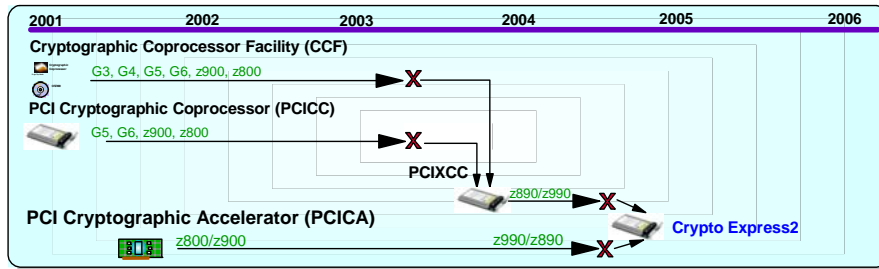 2001 2002 2003 2004 2005 2006
Cryptographic Coprocessor Facility (CCF)
G3, G4, G5, G6, z900, z800
X
PCI Cryptographic Coprocessor (PCICC)
G5, G6, z900, z800
X
PCIXCC
z890/z990
X
PCI Cryptographic Accelerator (PCICA)
Crypto Express2
z800/z900
z990/z890
X